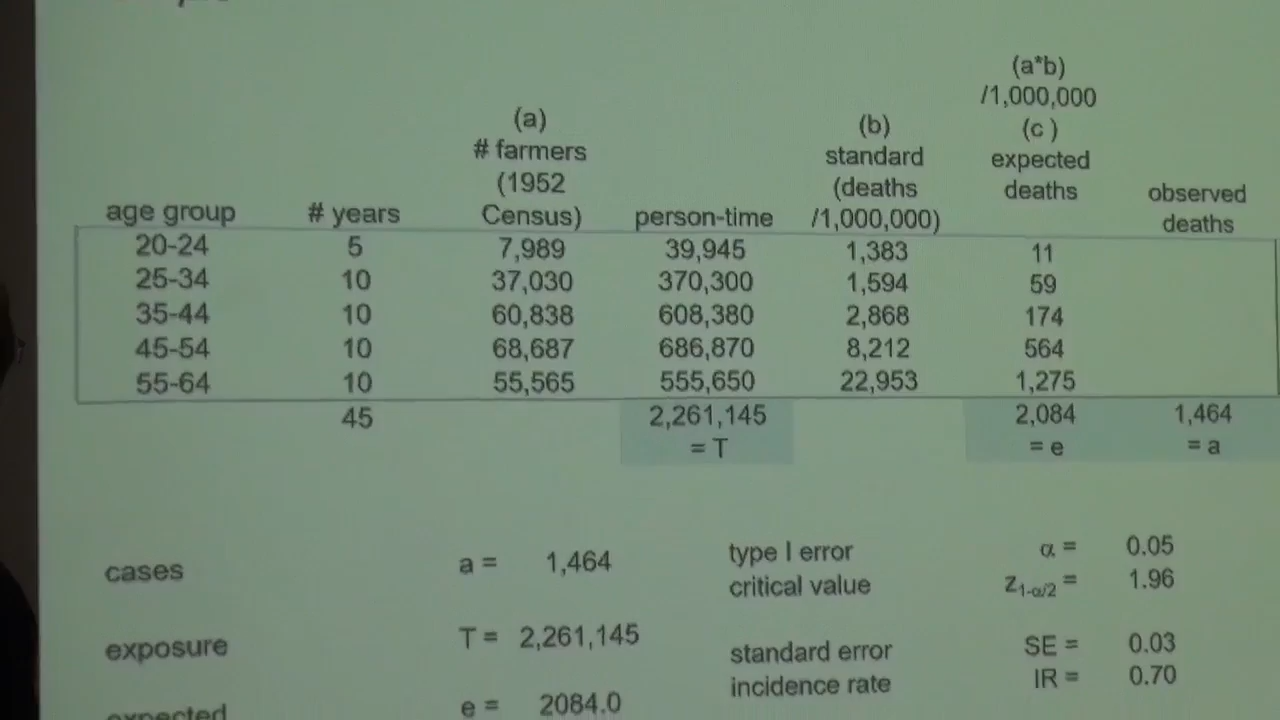 (a*b)
/1,000,000
(a) (b) (c )
# farmers standard expected
(1952 (deaths deaths observed
age group # years Census) person-time /1,000,000) deaths
20-24 5 7,989 39,945 1,383 11
25-34 10 37,030 370,300 1,594 59
35-44 10 60,838 608,380 2,868 174
45-54 10 68,687 686,870 8,212 564
55-64 10 55,565 555,650 22,953 1,275
45 2,261,145 2,084 1,464
= T = e = a
cases a = 1,464 type I error α = 0.05
critical value z1-α/2 = 1.96
exposure T = 2,261,145 standard error SE = 0.03
incidence rate IR = 0.70
expected e = 2084.0